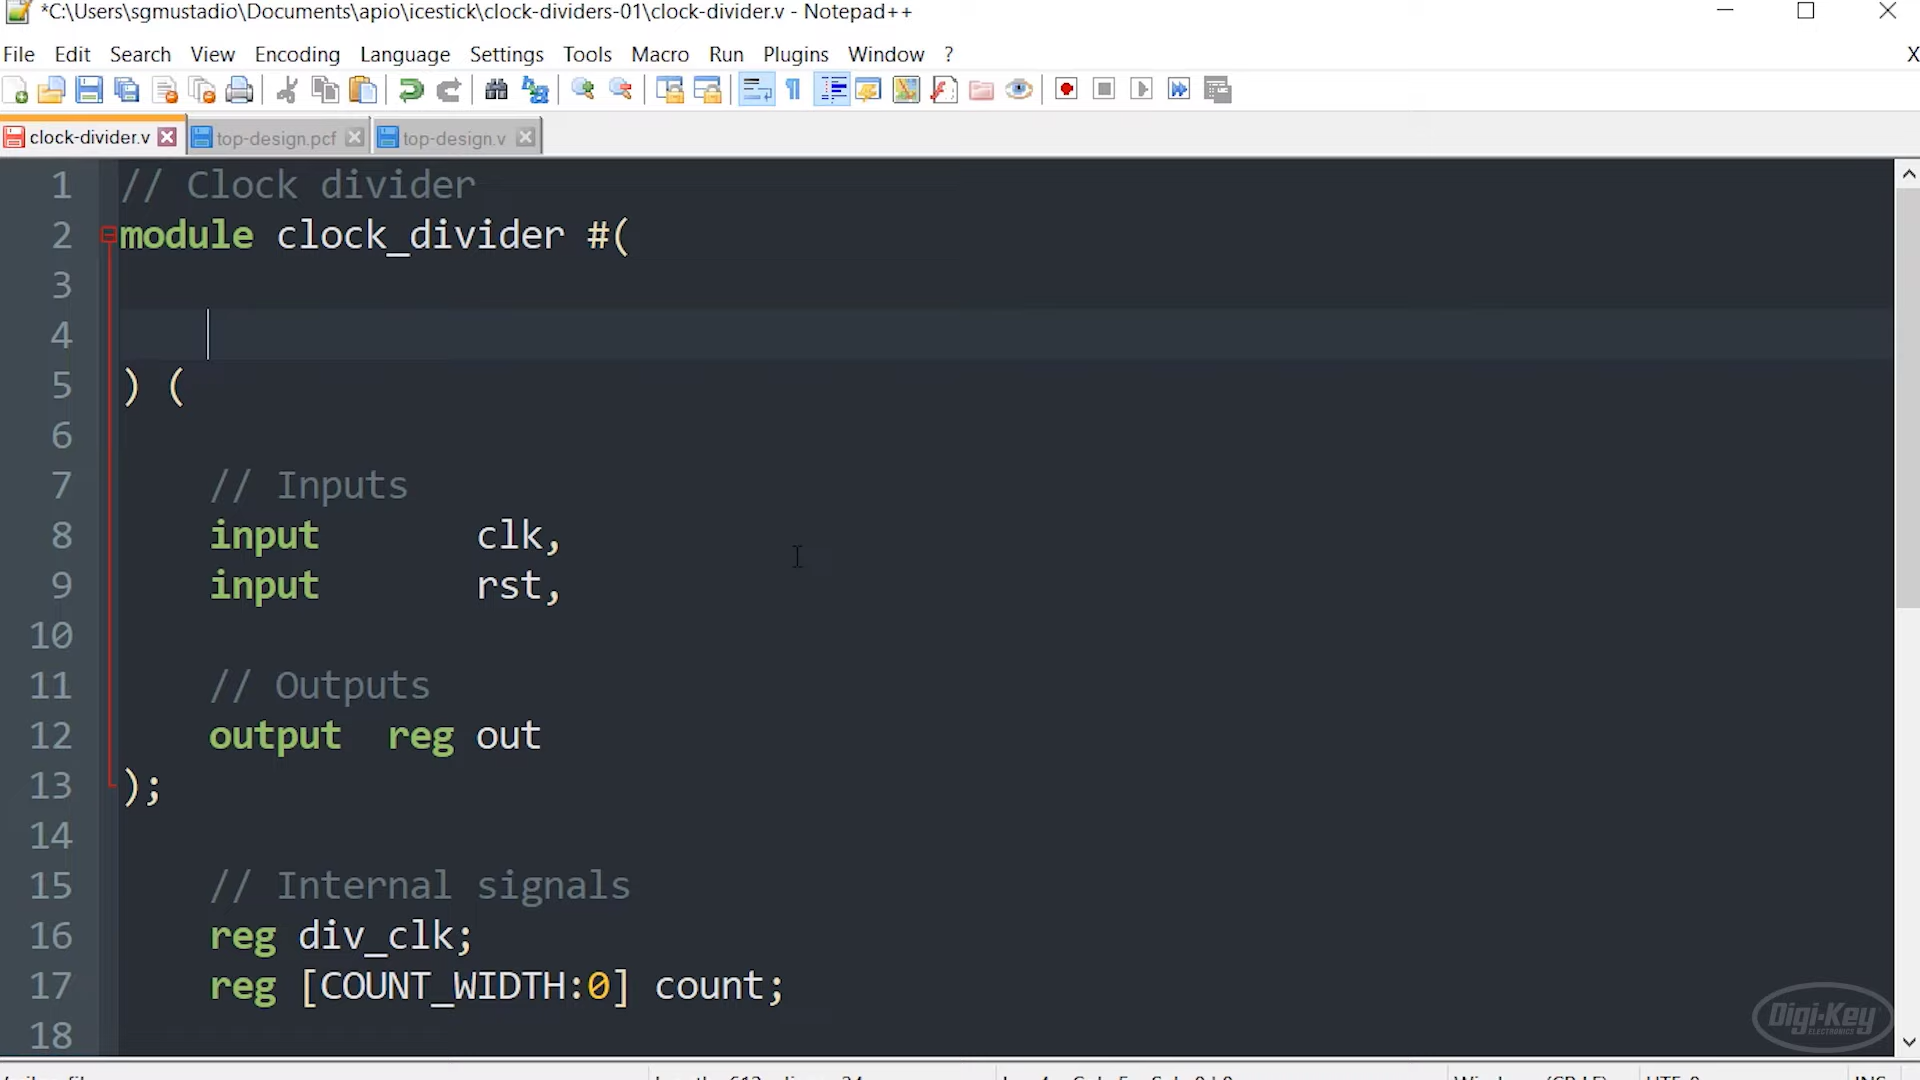 *C:\Users\sgmustadio\Documents\apio\icestick\clock-dividers-01\clock-divider.v - Notepad++
File Edit Search View Encoding Language Settings Tools Macro Run Plugins Window ? X
clock-divider.v top-design.pcf top-design.v
1 // Clock divider
2 module clock_divider #(
3
4
5 ) (
6
7 // Inputs
8 input clk,
9 input rst,
10
11 // Outputs
12 output reg out
13 );
14
15 // Internal signals
16 reg div_clk;
17 reg [COUNT_WIDTH:0] count;
18
Digi-Key
ELECTRONICS